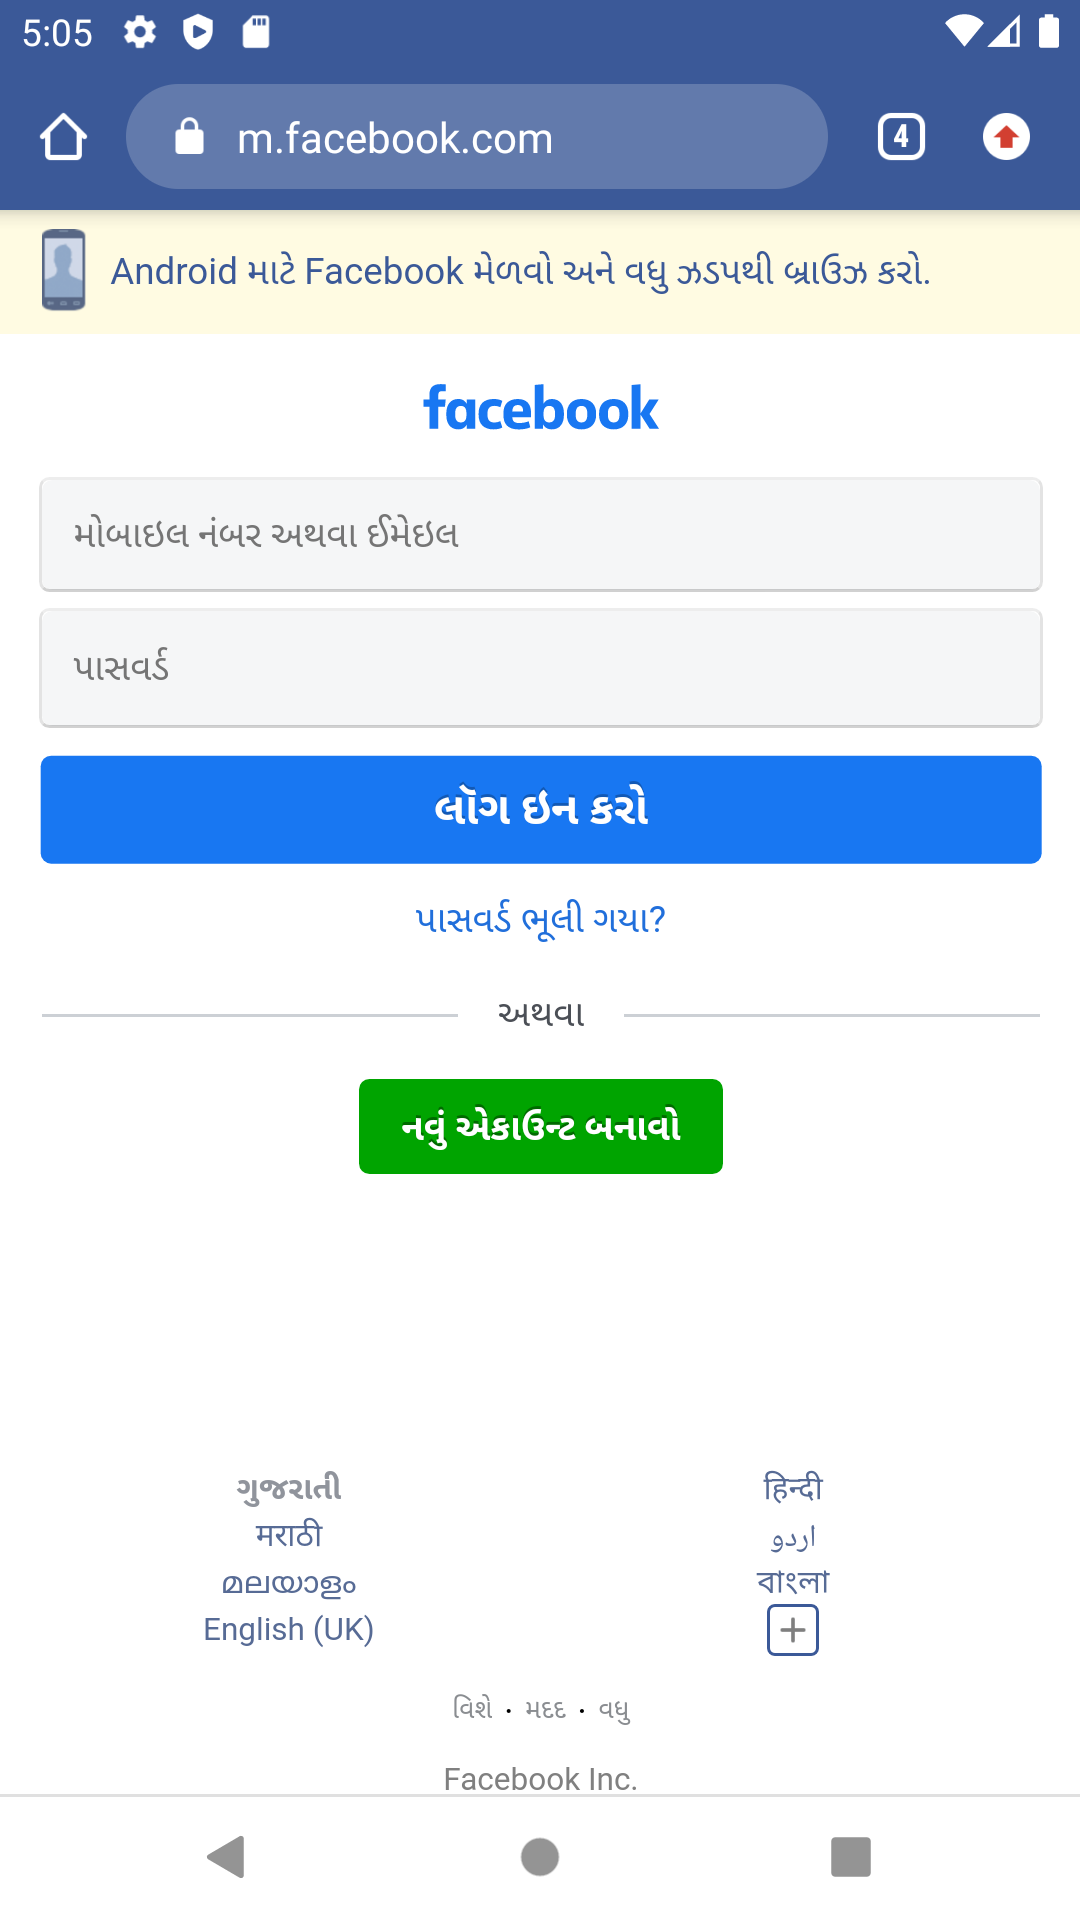 5:05
m.facebook.com
4
Android માટે Facebook મેળવો અને વધુ ઝડપથી બ્રાઉઝ કરો.
facebook
મોબાઇલ નંબર અથવા ઈમેઇલ
પાસવર્ડ
લૉગ ઇન કરો
પાસવર્ડ ભૂલી ગયા?
અથવા
નવું એકાઉન્ટ બનાવો
ગુજરાતી
हिन्दी
मराठी
اردو
മലയാളം
বাংলা
English (UK)
વિશે · મદદ · વધુ
Facebook Inc.